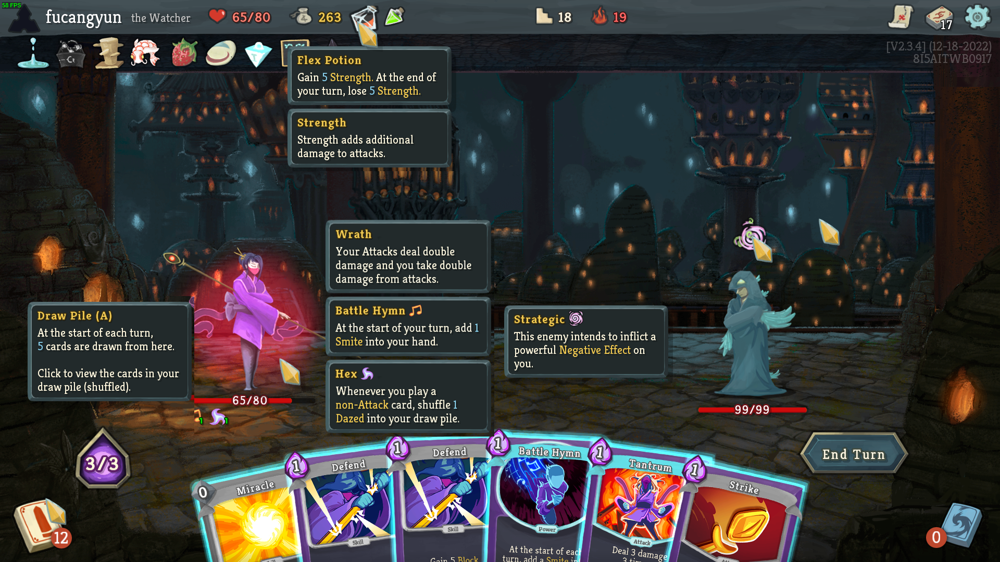 58 FPS
fucangyun the Watcher 65/80 263 18 19 17
[V2.3.4] (12-18-2022)
8I5AITWB0917
Flex Potion
Gain 5 Strength. At the end of
your turn, lose 5 Strength.
Strength
Strength adds additional
damage to attacks.
Wrath
Your Attacks deal double
damage and you take double
damage from attacks.
Battle Hymn
At the start of your turn, add 1
Smite into your hand.
Hex
Whenever you play a
non-Attack card, shuffle 1
Dazed into your draw pile.
Draw Pile (A)
At the start of each turn,
5 cards are drawn from here.
Click to view the cards in your
draw pile (shuffled).
Strategic
This enemy intends to inflict a
powerful Negative Effect on
you.
65/80
1 1
99/99
3/3
End Turn
0 Miracle
1 Defend
Skill
1 Defend
Skill
Gain 5 Block
1 Battle Hymn
Power
At the start of each
turn, add a Smite
1 Tantrum
Attack
Deal 3 damage
1 Strike
12
0